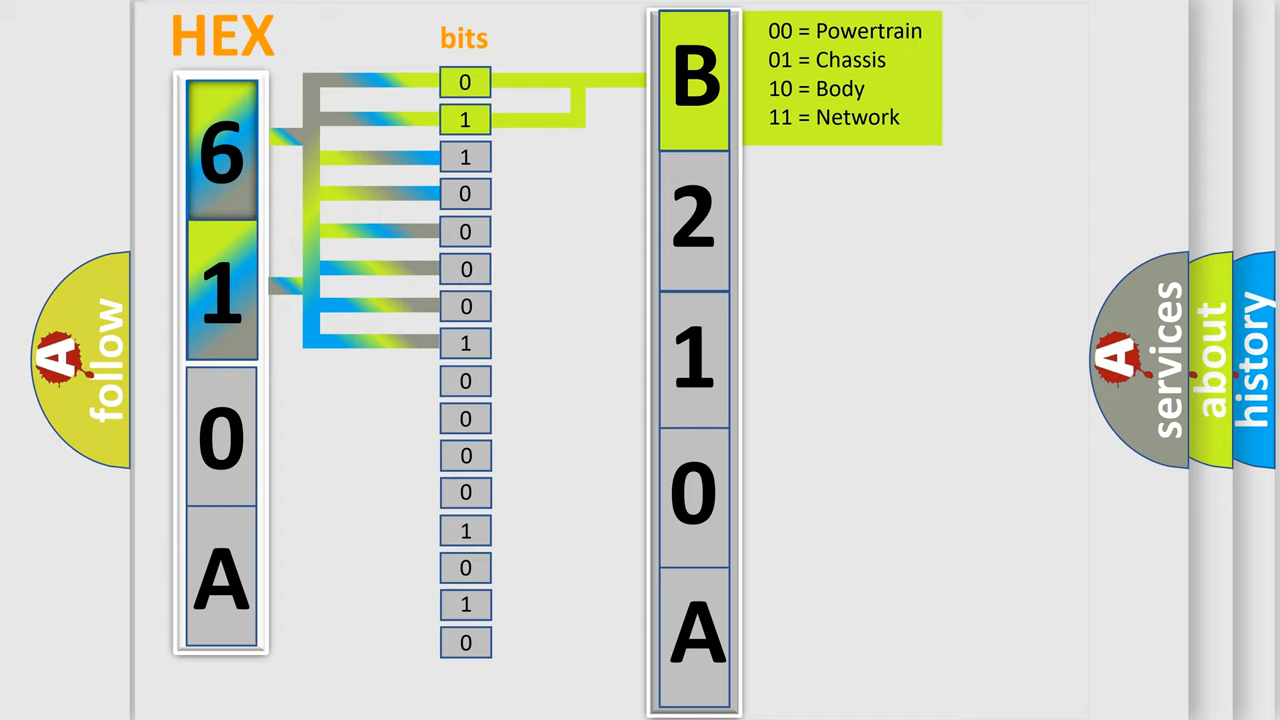 HEX
bits
6
1
0
A
0
1
1
0
0
0
0
1
0
0
0
0
1
0
1
0
B
2
1
0
A
00 = Powertrain
01 = Chassis
10 = Body
11 = Network
A
follow
A
services
about
history